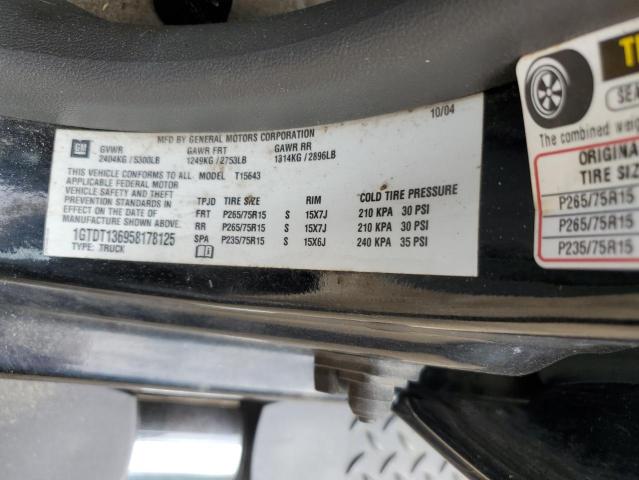 MFD BY GENERAL MOTORS CORPORATION
10/04
GM
GVWR GAWR FRT GAWR RR
2404KG / 5300LB 1249KG / 2753LB 1314KG / 2896LB
THIS VEHICLE CONFORMS TO ALL MODEL T15643
APPLICABLE FEDERAL MOTOR
VEHICLE SAFETY AND THEFT
PREVENTION STANDARDS IN
EFFECT ON THE DATE OF
MANUFACTURE SHOWN ABOVE.
1GTDT136958178125
TYPE: TRUCK
TPJD TIRE SIZE RIM COLD TIRE PRESSURE
FRT P265/75R15 S 15X7J 210 KPA 30 PSI
RR P265/75R15 S 15X7J 210 KPA 30 PSI
SPA P235/75R15 S 15X6J 240 KPA 35 PSI
The combined weig
ORIGINA
TIRE SIZ
P265/75R15
P265/75R15
P235/75R15